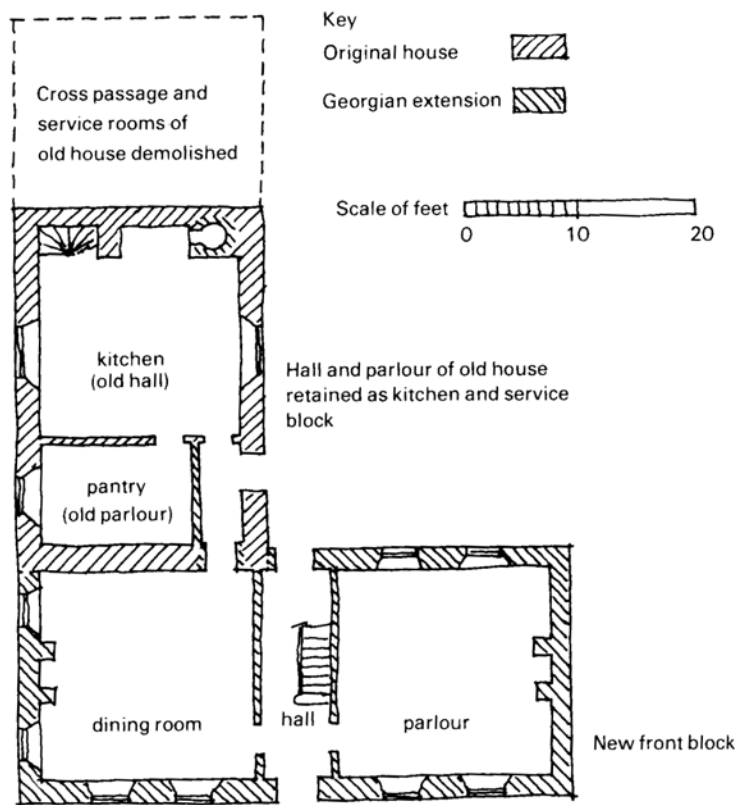 Key
Original house
Georgian extension
Cross passage and
service rooms of
old house demolished
Scale of feet
0 10 20
kitchen
(old hall)
Hall and parlour of old house
retained as kitchen and service
block
pantry
(old parlour)
dining room
hall
parlour
New front block